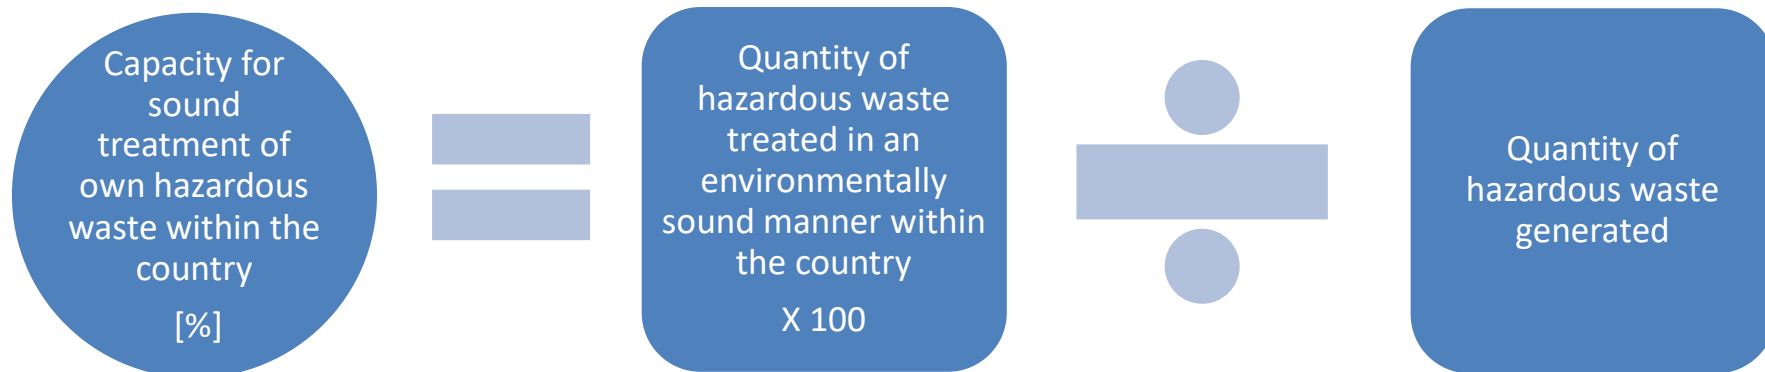 Capacity for
sound
treatment of
own hazardous
waste within the
country
[%]
Quantity of
hazardous waste
treated in an
environmentally
sound manner within
the country
X 100
Quantity of
hazardous waste
generated